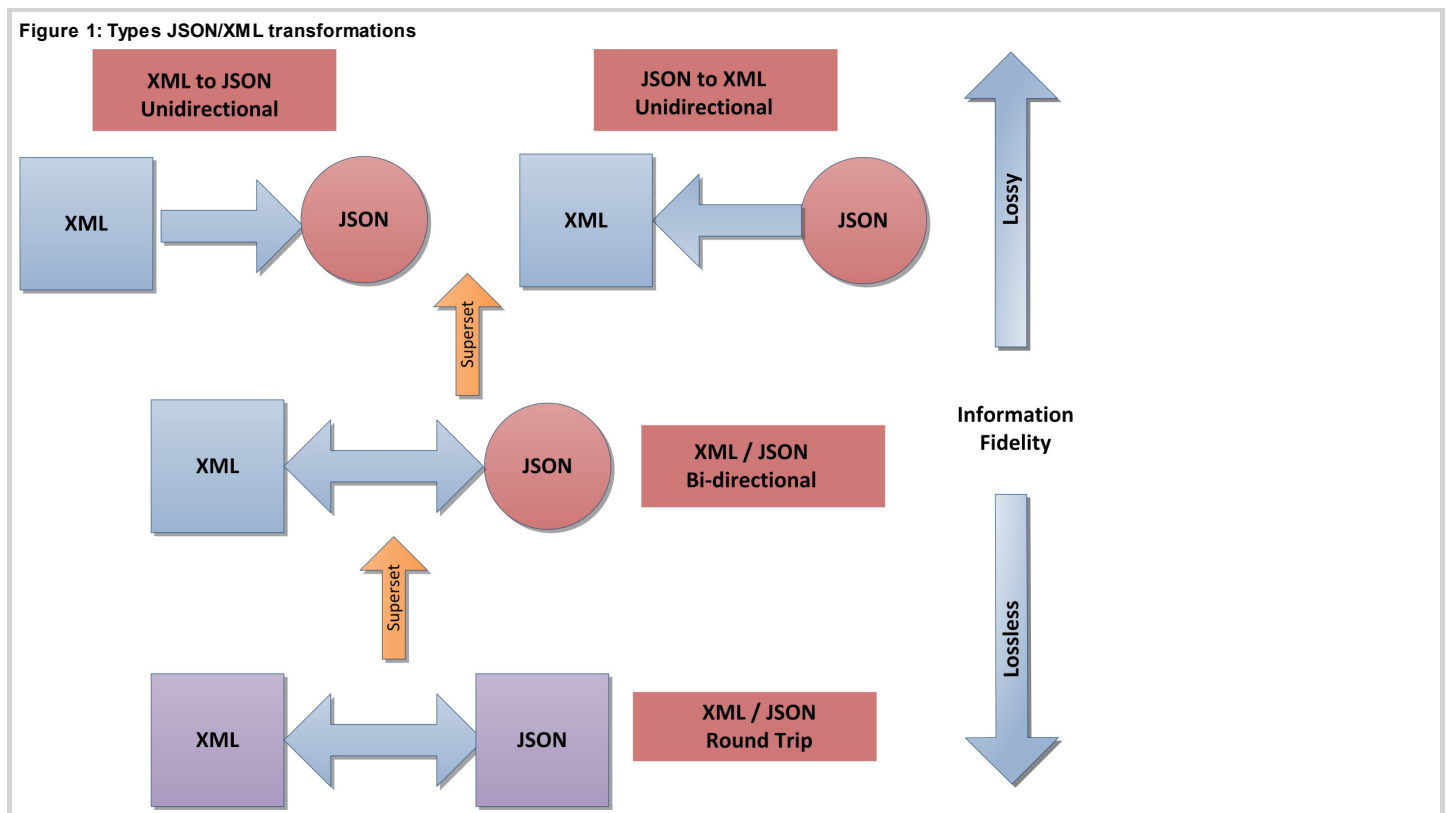 Figure 1: Types JSON/XML transformations
XML to JSON
Unidirectional
JSON to XML
Unidirectional
XML
JSON
XML
JSON
Lossy
Superset
Information
Fidelity
XML
JSON
XML / JSON
Bi-directional
Superset
Lossless
XML
JSON
XML / JSON
Round Trip